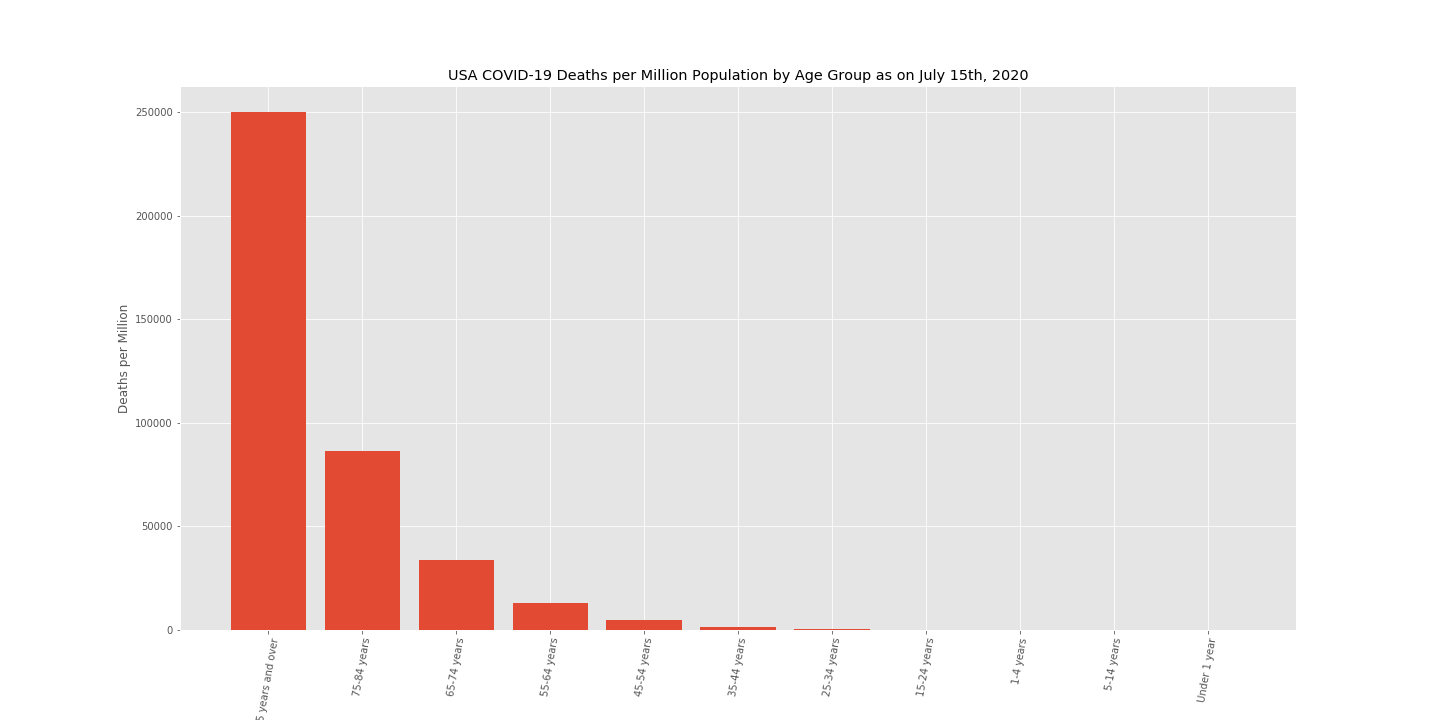 USA COVID-19 Deaths per Million Population by Age Group as on July 15th, 2020
Deaths per Million
250000
200000
150000
100000
50000
0
5 years and over
75-84 years
65-74 years
55-64 years
45-54 years
35-44 years
25-34 years
15-24 years
1-4 years
5-14 years
Under 1 year